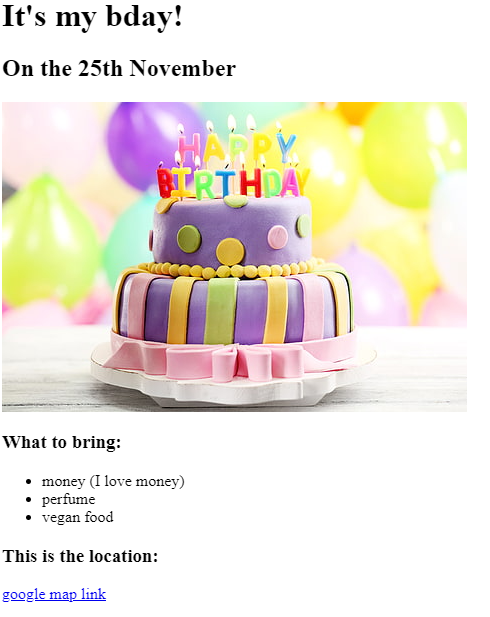 It's my bday!
On the 25th November
HAPPY
BIRTHDAY
What to bring:
money (I love money)
perfume
vegan food
This is the location:
google map link